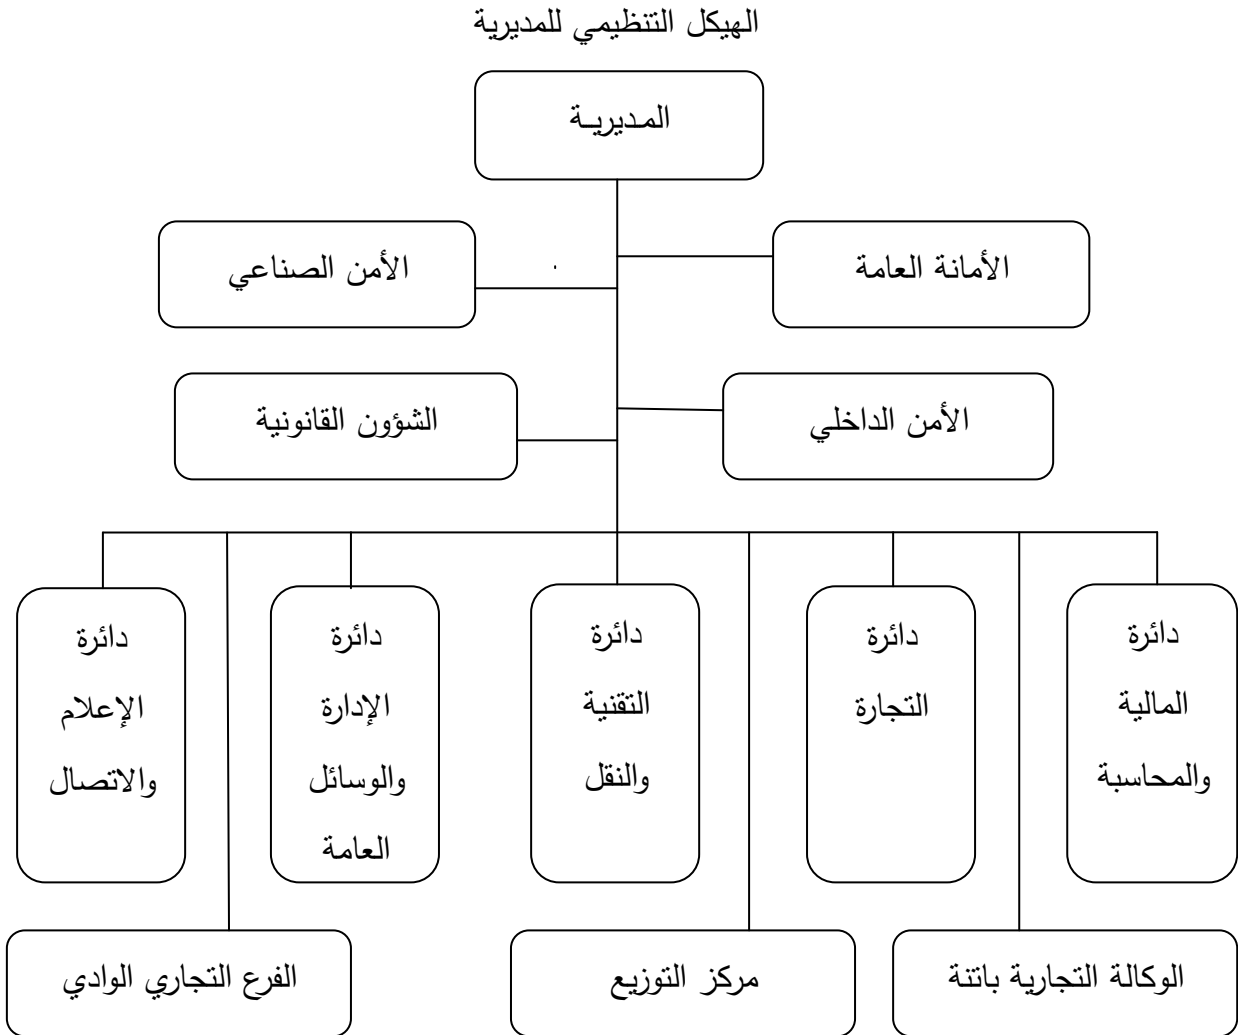 الهيكل التنظيمي للمديرية
المديريـة
الأمانة العامة
الأمن الصناعي
الأمن الداخلي
الشؤون القانونية
دائرة
المالية
والمحاسبة
دائرة
التجارة
دائرة
التقنية
والنقل
دائرة
الإدارة
والوسائل
العامة
دائرة
الإعلام
والاتصال
الوكالة التجارية باتنة
مركز التوزيع
الفرع التجاري الوادي